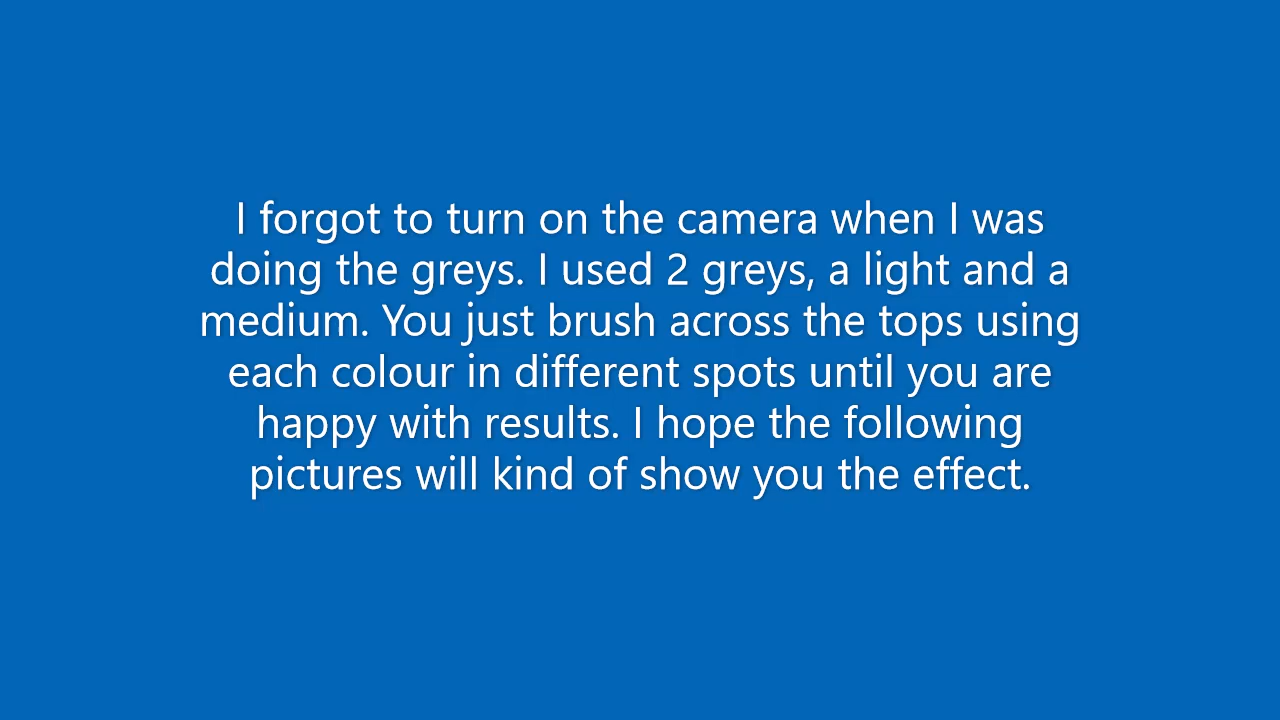 I forgot to turn on the camera when I was
doing the greys. I used 2 greys, a light and a
medium. You just brush across the tops using
each colour in different spots until you are
happy with results. I hope the following
pictures will kind of show you the effect.